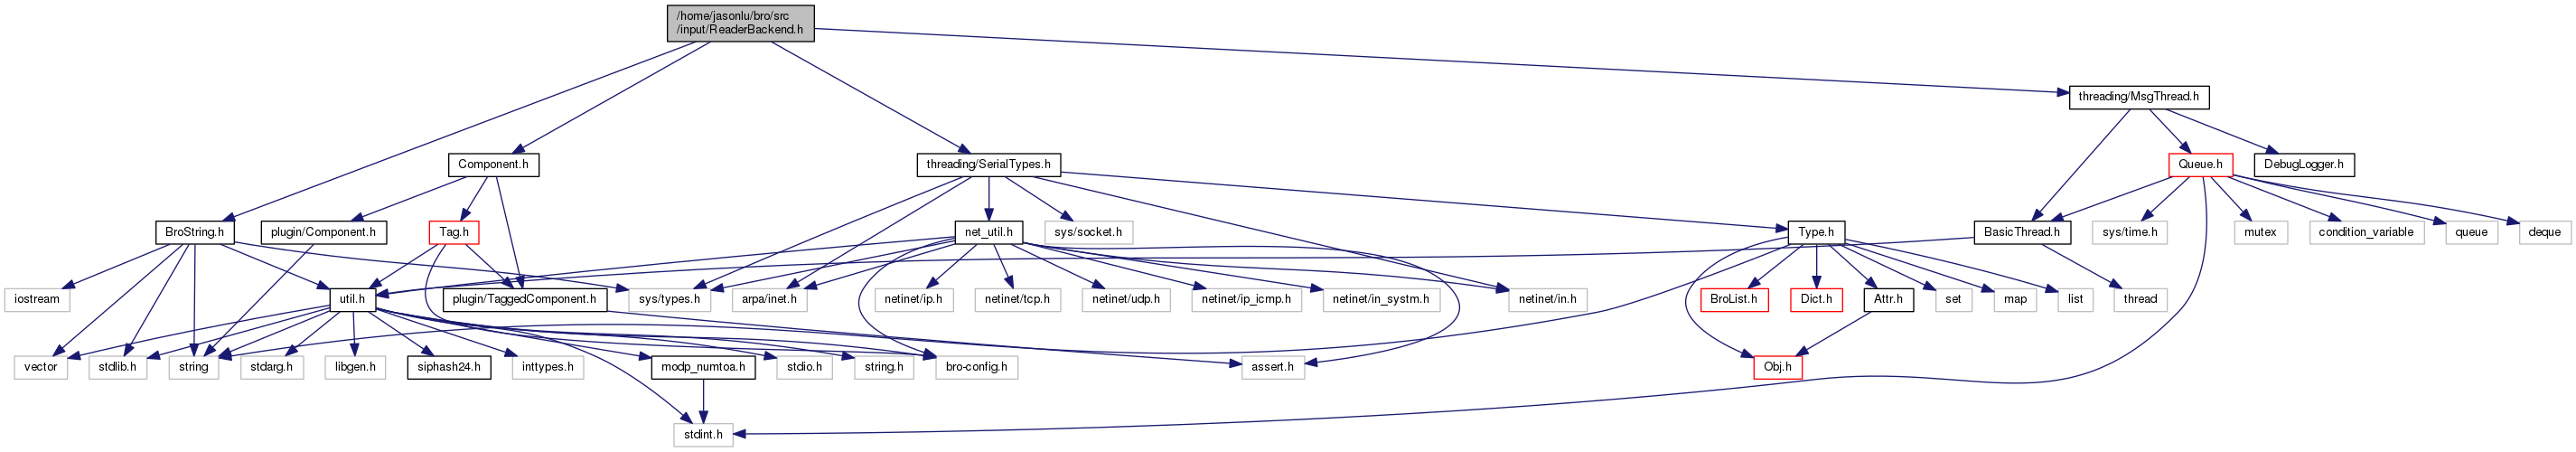 /home/jasonlu/bro/src
/input/ReaderBackend.h
threading/MsgThread.h
Component.h
threading/SerialTypes.h
Queue.h
DebugLogger.h
BroString.h
plugin/Component.h
Tag.h
net_util.h
sys/socket.h
Type.h
BasicThread.h
sys/time.h
mutex
condition_variable
queue
deque
iostream
util.h
plugin/TaggedComponent.h
sys/types.h
arpa/inet.h
netinet/ip.h
netinet/tcp.h
netinet/udp.h
netinet/ip_icmp.h
netinet/in_systm.h
netinet/in.h
BroList.h
Dict.h
Attr.h
set
map
list
thread
vector
stdlib.h
string
stdarg.h
libgen.h
siphash24.h
inttypes.h
modp_numtoa.h
stdio.h
string.h
bro-config.h
assert.h
Obj.h
stdint.h